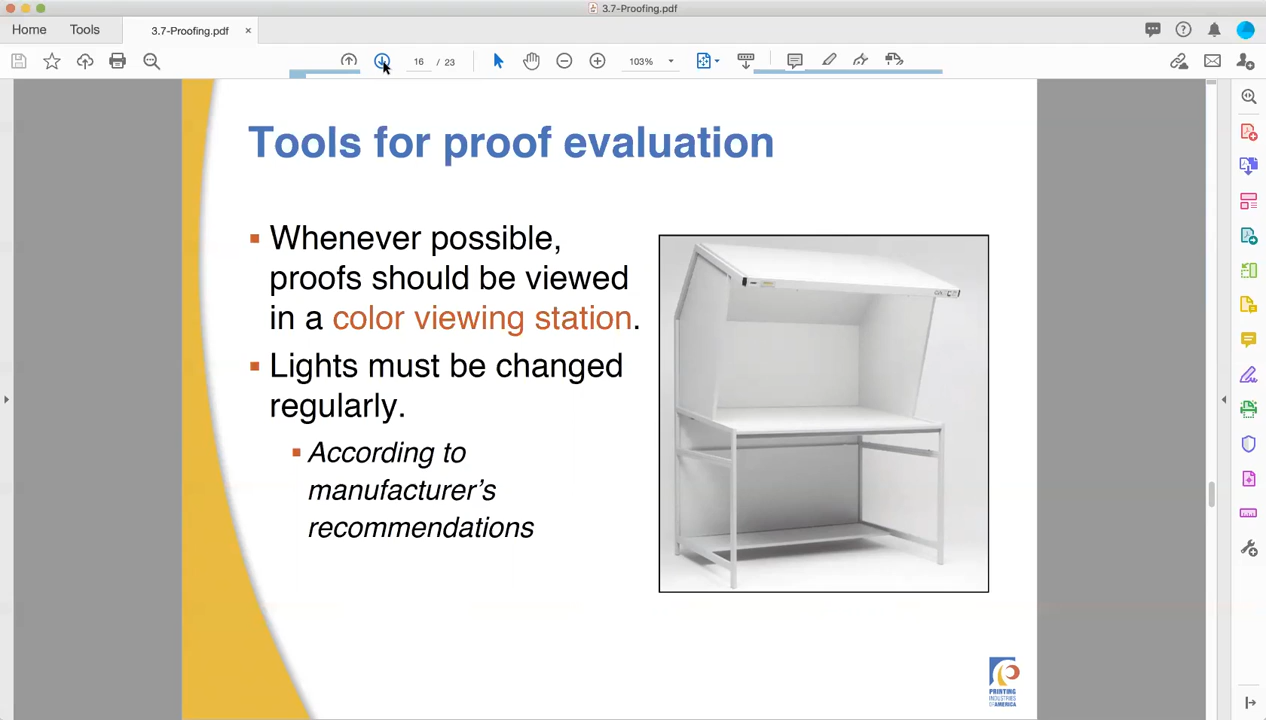 3.7-Proofing.pdf
Home
Tools
3.7-Proofing.pdf
16 / 23
103%
Tools for proof evaluation
Whenever possible,
proofs should be viewed
in a color viewing station.
Lights must be changed
regularly.
According to
manufacturer's
recommendations
PRINTING
INDUSTRIES
OF AMERICA